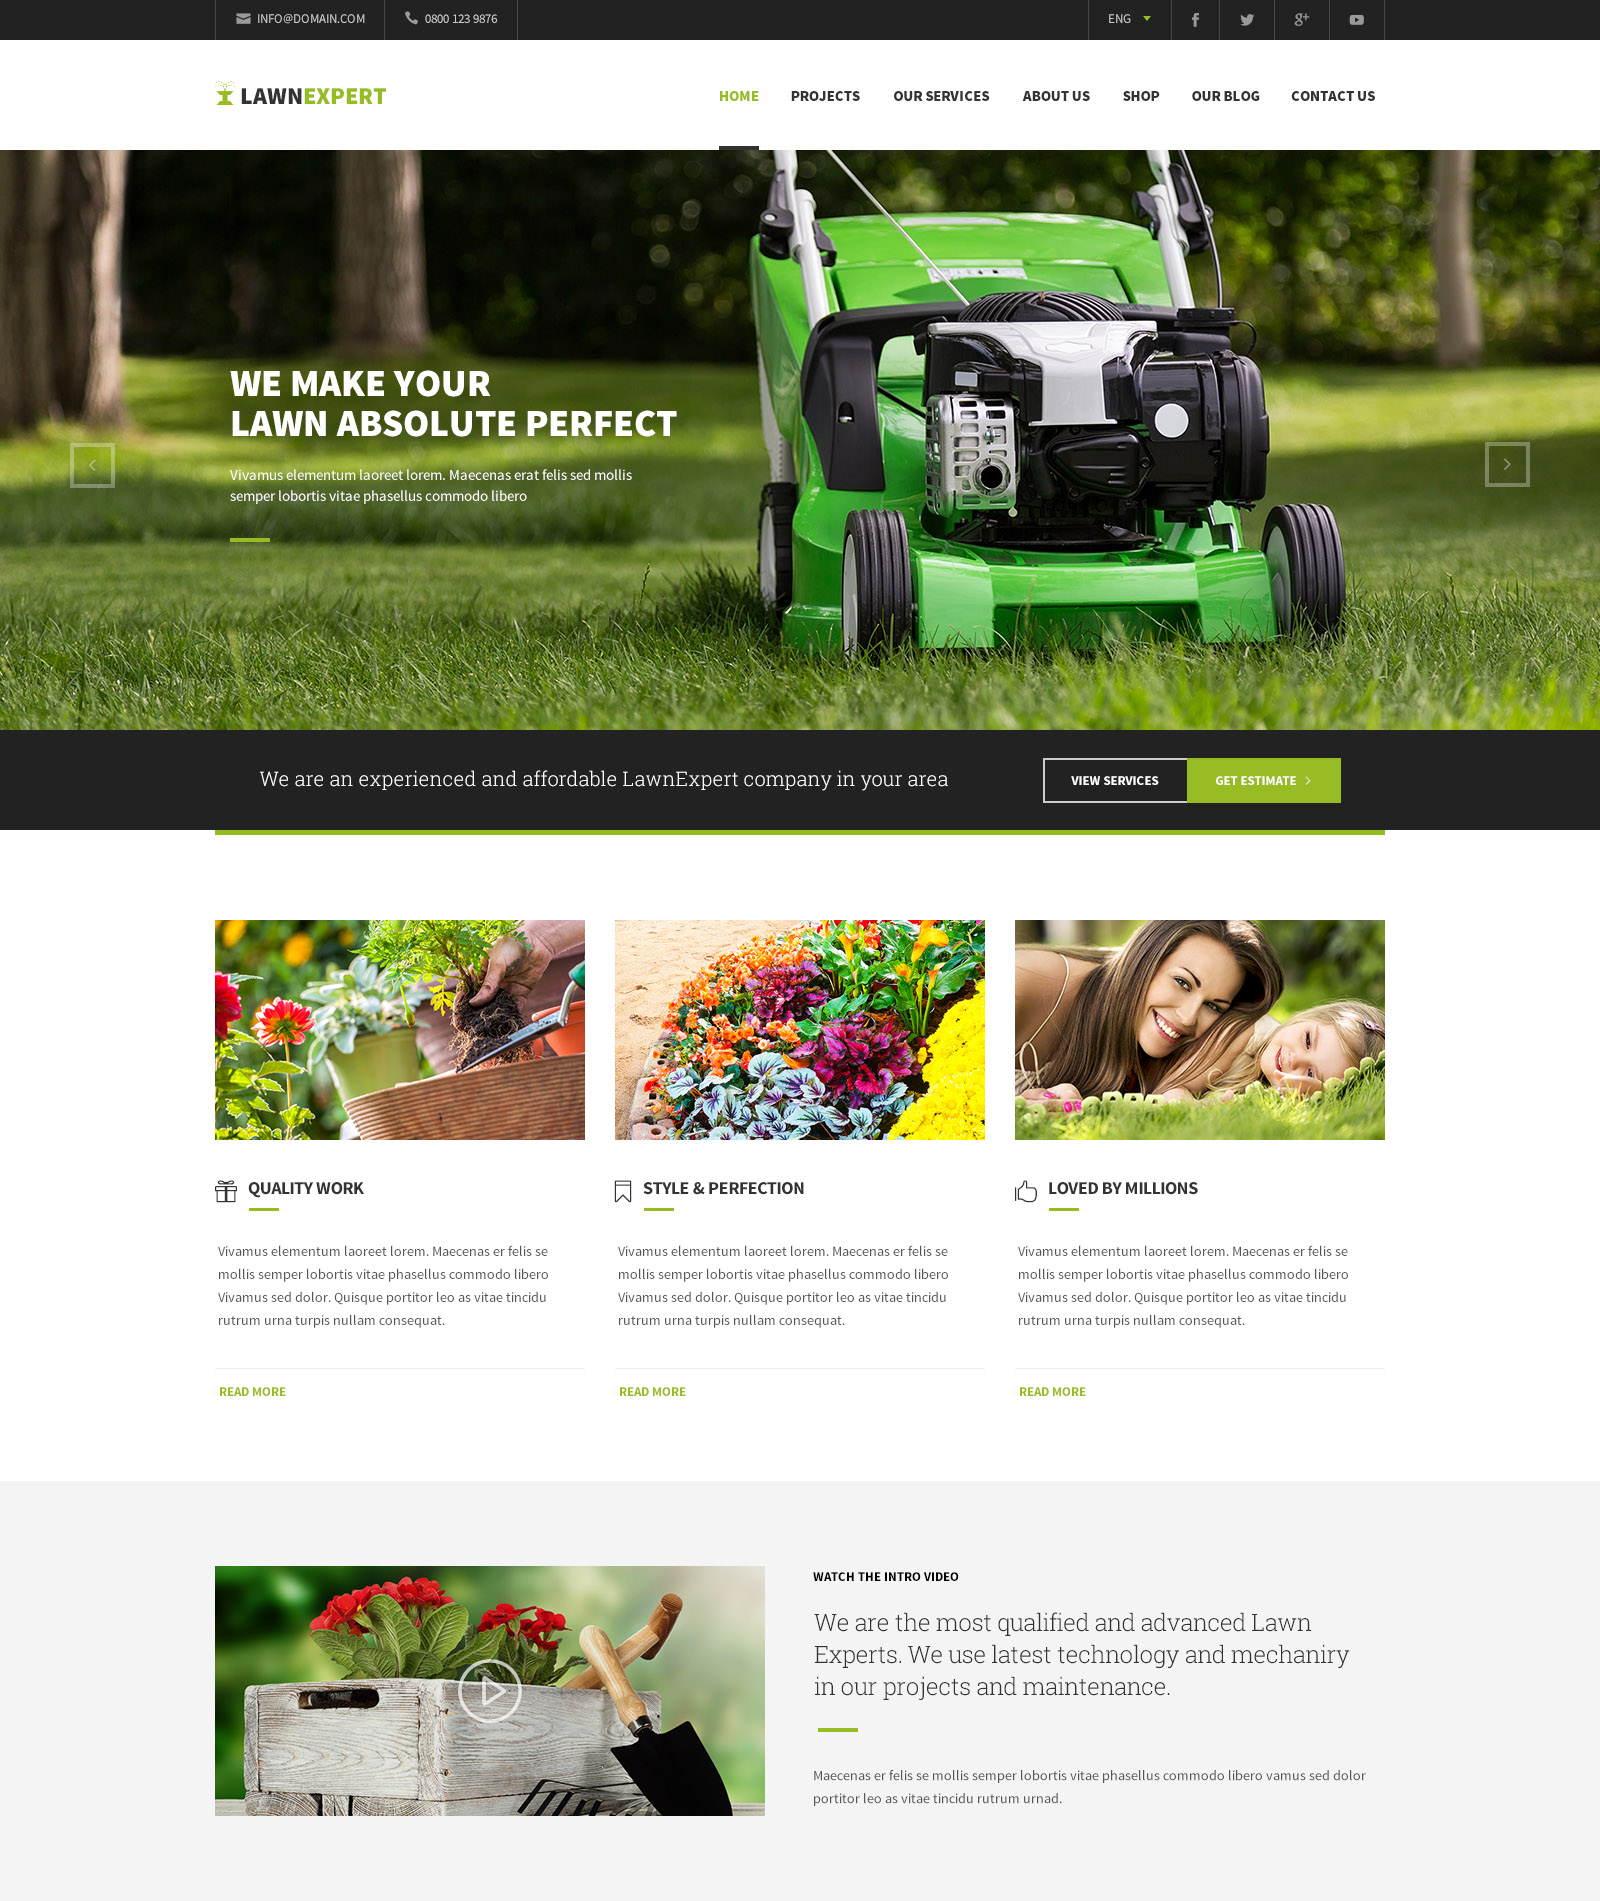 INFO@DOMAIN.COM
0800 123 9876
ENG
LAWNEXPERT
HOME
PROJECTS
OUR SERVICES
ABOUT US
SHOP
OUR BLOG
CONTACT US
WE MAKE YOUR
LAWN ABSOLUTE PERFECT
Vivamus elementum laoreet lorem. Maecenas erat felis sed mollis
semper lobortis vitae phasellus commodo libero
We are an experienced and affordable LawnExpert company in your area
VIEW SERVICES
GET ESTIMATE
QUALITY WORK
Vivamus elementum laoreet lorem. Maecenas er felis se
mollis semper lobortis vitae phasellus commodo libero
Vivamus sed dolor. Quisque portitor leo as vitae tincidu
rutrum urna turpis nullam consequat.
READ MORE
STYLE & PERFECTION
Vivamus elementum laoreet lorem. Maecenas er felis se
mollis semper lobortis vitae phasellus commodo libero
Vivamus sed dolor. Quisque portitor leo as vitae tincidu
rutrum urna turpis nullam consequat.
READ MORE
LOVED BY MILLIONS
Vivamus elementum laoreet lorem. Maecenas er felis se
mollis semper lobortis vitae phasellus commodo libero
Vivamus sed dolor. Quisque portitor leo as vitae tincidu
rutrum urna turpis nullam consequat.
READ MORE
WATCH THE INTRO VIDEO
We are the most qualified and advanced Lawn
Experts. We use latest technology and mechaniry
in our projects and maintenance.
Maecenas er felis se mollis semper lobortis vitae phasellus commodo libero vamus sed dolor
portitor leo as vitae tincidu rutrum urnad.